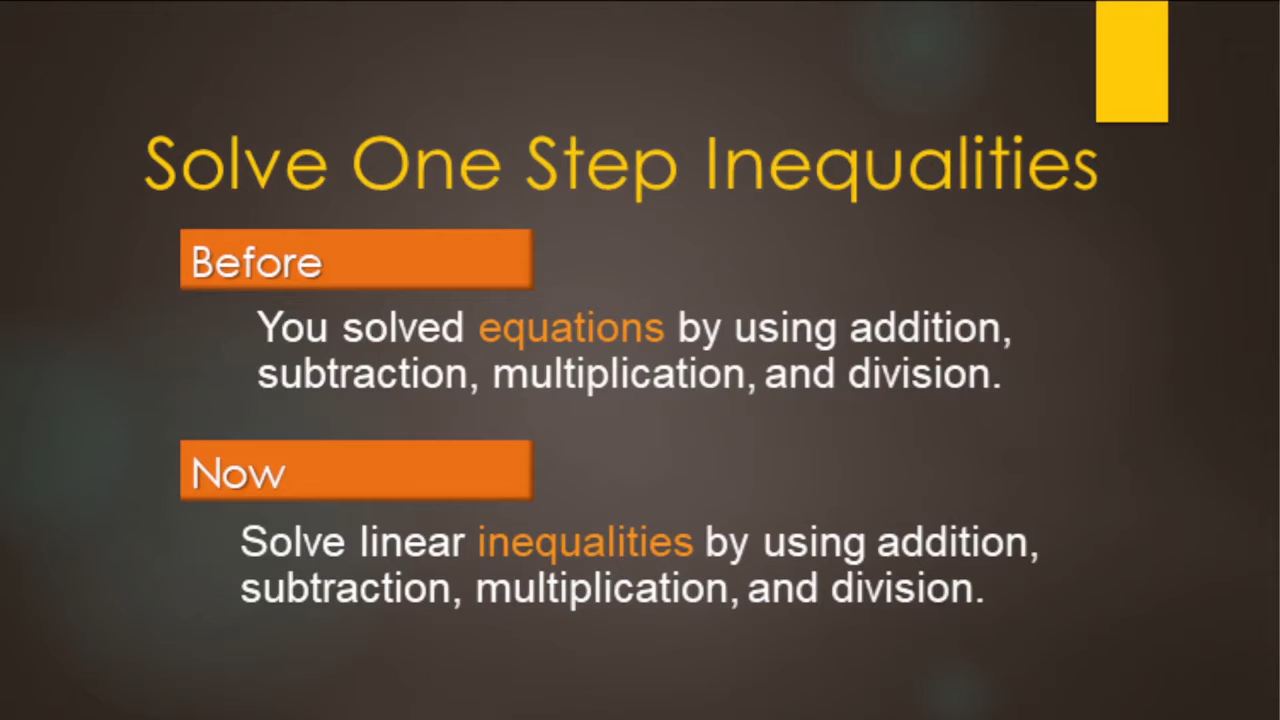 Solve One Step Inequalities
Before
You solved equations by using addition,
subtraction, multiplication, and division.
Now
Solve linear inequalities by using addition,
subtraction, multiplication, and division.